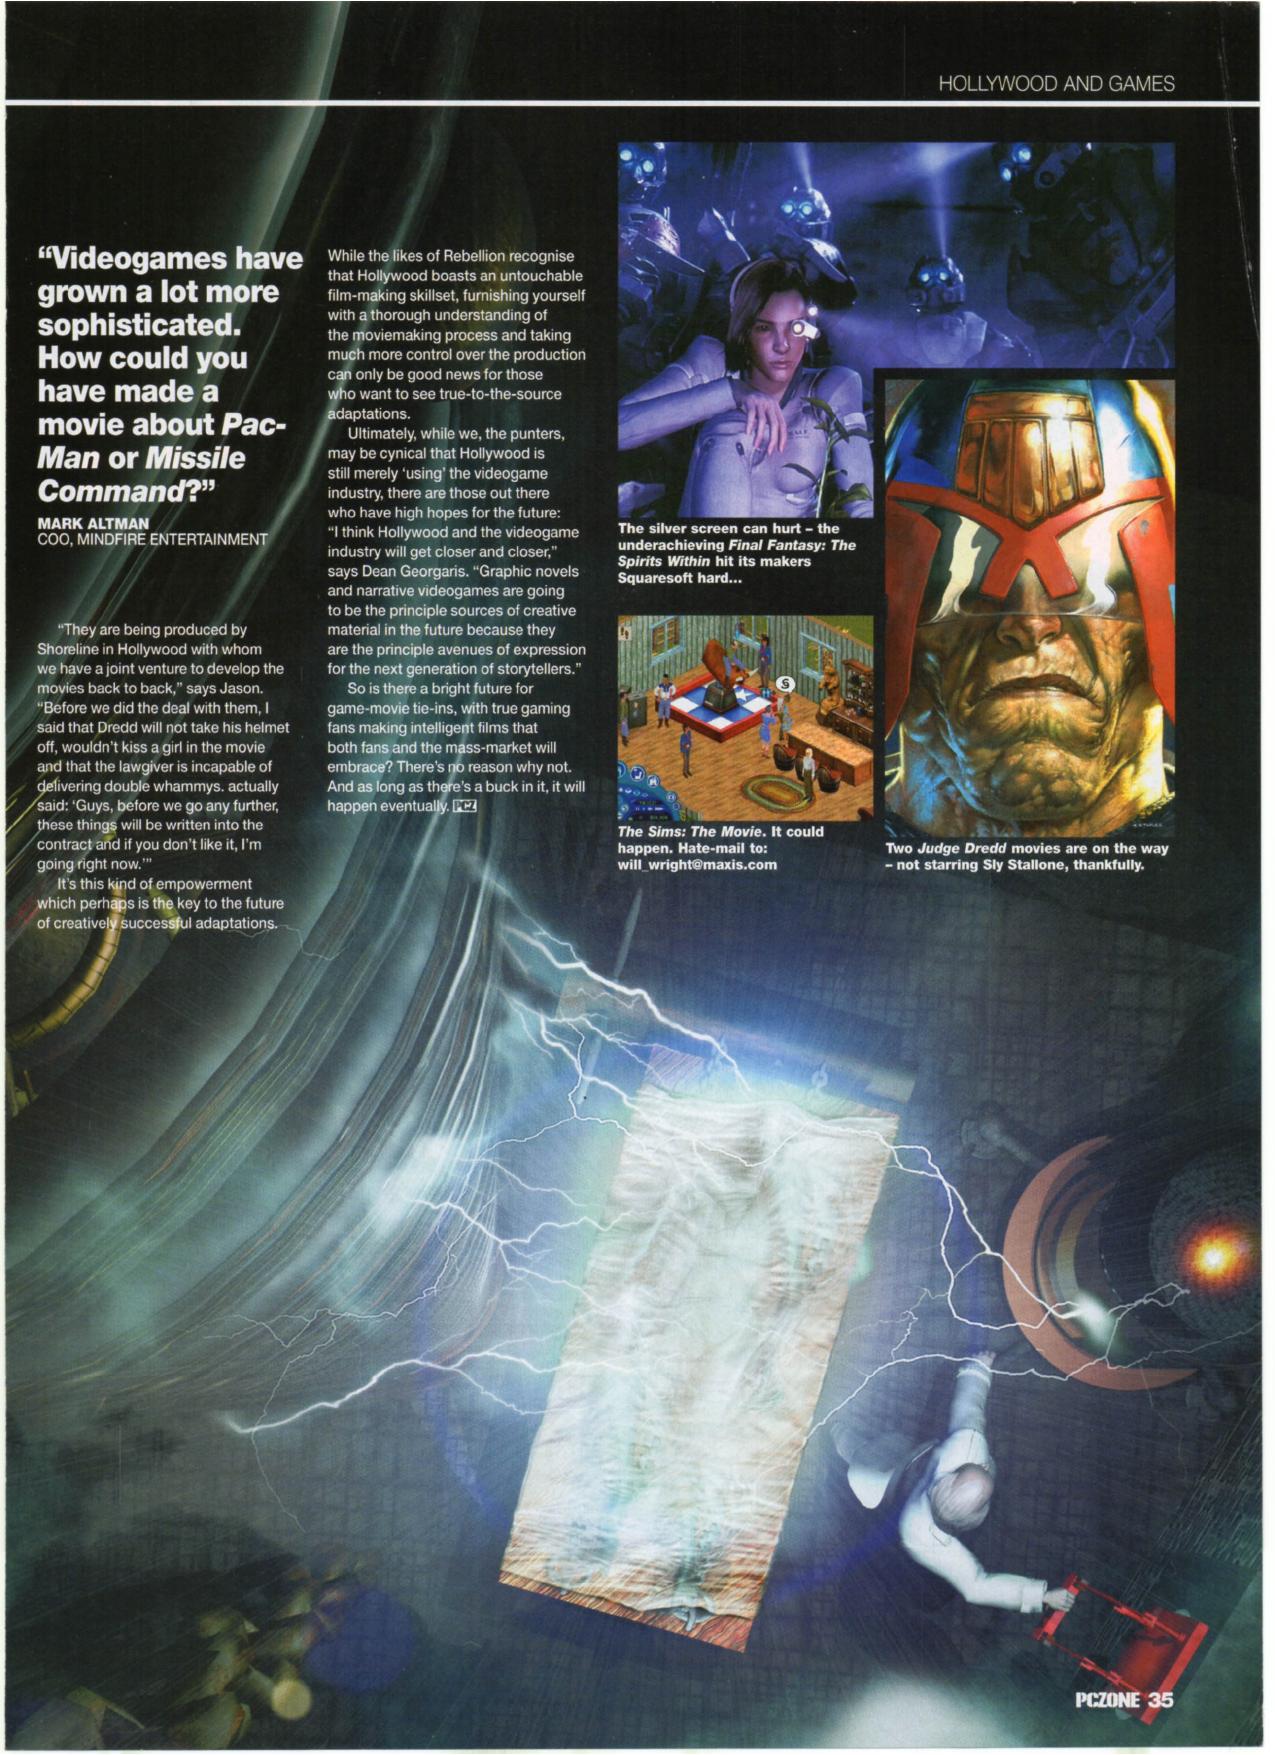 HOLLYWOOD AND GAMES
“Videogames have
grown a lot more
sophisticated.
How could you
have made a
movie about Pac-
Man or Missile
Command?”
MARK ALTMAN
COO, MINDFIRE ENTERTAINMENT
“They are being produced by
Shoreline in Hollywood with whom
we have a joint venture to develop the
movies back to back,” says Jason.
“Before we did the deal with them, I
said that Dredd will not take his helmet
off, wouldn’t kiss a girl in the movie
and that the lawgiver is incapable of
delivering double whammys. actually
said: ‘Guys, before we go any further,
these things will be written into the
contract and if you don’t like it, I’m
going right now.’”
It’s this kind of empowerment
which perhaps is the key to the future
of creatively successful adaptations.
While the likes of Rebellion recognise
that Hollywood boasts an untouchable
film-making skillset, furnishing yourself
with a thorough understanding of
the moviemaking process and taking
much more control over the production
can only be good news for those
who want to see true-to-the-source
adaptations.
Ultimately, while we, the punters,
may be cynical that Hollywood is
still merely ‘using’ the videogame
industry, there are those out there
who have high hopes for the future:
“I think Hollywood and the videogame
industry will get closer and closer,”
says Dean Georgaris. “Graphic novels
and narrative videogames are going
to be the principle sources of creative
material in the future because they
are the principle avenues of expression
for the next generation of storytellers.”
So is there a bright future for
game-movie tie-ins, with true gaming
fans making intelligent films that
both fans and the mass-market will
embrace? There’s no reason why not.
And as long as there’s a buck in it, it will
happen eventually. PCZ
The silver screen can hurt – the
underachieving Final Fantasy: The
Spirits Within hit its makers
Squaresoft hard...
The Sims: The Movie. It could
happen. Hate-mail to:
will_wright@maxis.com
Two Judge Dredd movies are on the way
– not starring Sly Stallone, thankfully.
PCZONE 35